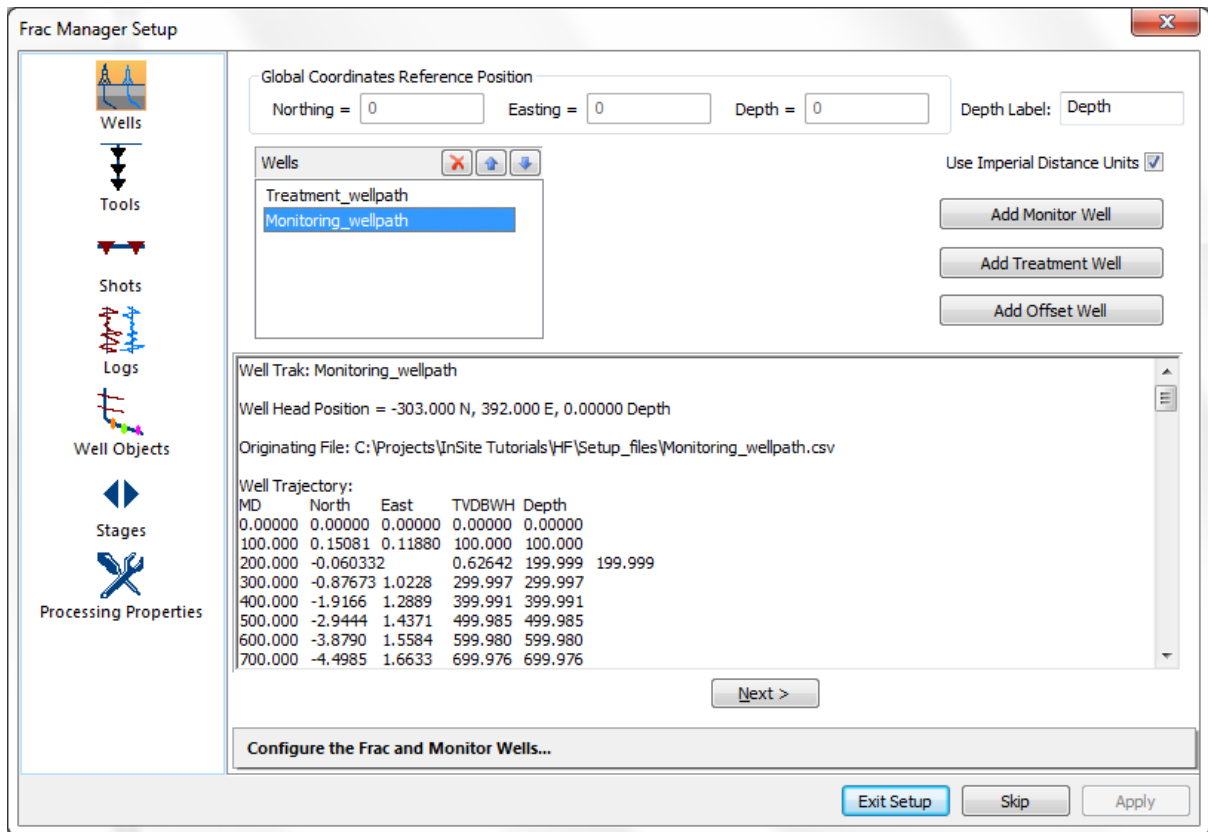 Frac Manager Setup
Wells
Tools
Shots
Logs
Well Objects
Stages
Processing Properties
Global Coordinates Reference Position
Northing = 0 Easting = 0 Depth = 0 Depth Label: Depth
Wells
Treatment_wellpath
Monitoring_wellpath
Use Imperial Distance Units
Add Monitor Well
Add Treatment Well
Add Offset Well
Well Trak: Monitoring_wellpath
Well Head Position = -303.000 N, 392.000 E, 0.00000 Depth
Originating File: C:\Projects\InSite Tutorials\HF\Setup_files\Monitoring_wellpath.csv
Well Trajectory:
MD North East TVDBWH Depth
0.00000 0.00000 0.00000 0.00000 0.00000
100.000 0.15081 0.11880 100.000 100.000
200.000 -0.060332 0.62642 199.999 199.999
300.000 -0.87673 1.0228 299.997 299.997
400.000 -1.9166 1.2889 399.991 399.991
500.000 -2.9444 1.4371 499.985 499.985
600.000 -3.8790 1.5584 599.980 599.980
700.000 -4.4985 1.6633 699.976 699.976
Next >
Configure the Frac and Monitor Wells...
Exit Setup Skip Apply